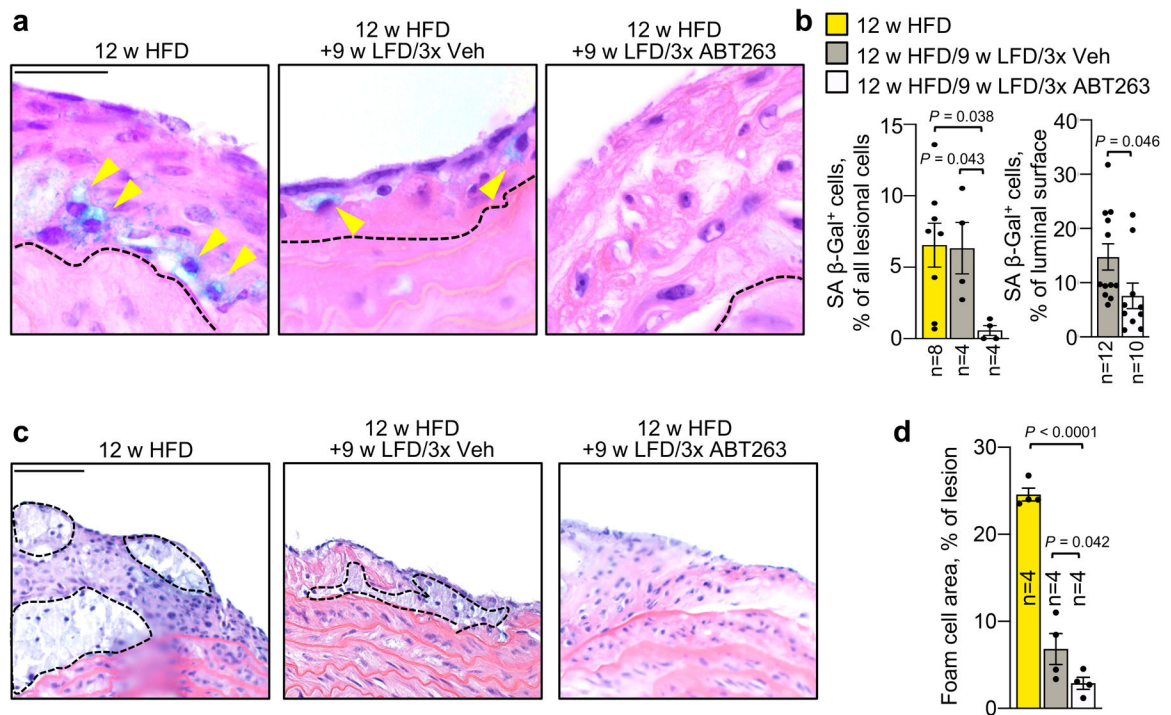 a
12 w HFD
12 w HFD
+9 w LFD/3x Veh
12 w HFD
+9 w LFD/3x ABT263
b
12 w HFD
12 w HFD/9 w LFD/3x Veh
12 w HFD/9 w LFD/3x ABT263
SA β-Gal⁺ cells,
% of all lesional cells
15
10
5
0
P = 0.038
P = 0.043
n=8
n=4
n=4
SA β-Gal⁺ cells,
% of luminal surface
40
30
20
10
0
P = 0.046
n=12
n=10
c
12 w HFD
12 w HFD
+9 w LFD/3x Veh
12 w HFD
+9 w LFD/3x ABT263
d
Foam cell area, % of lesion
30
20
10
0
P < 0.0001
P = 0.042
n=4
n=4
n=4